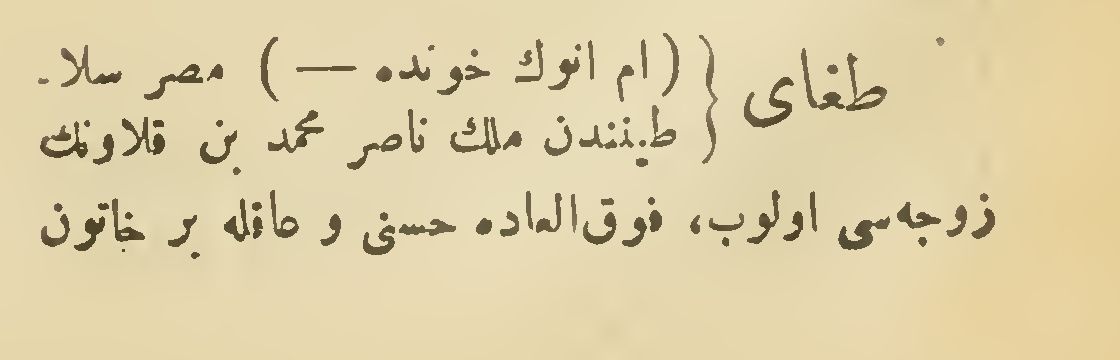 طغای { (ام انوك خونده —) مصر سلا-
طیننندن ملك ناصر محمد بن قلاونك
زوجه‌سی اولوب، فوق‌العاده حسنی و عاقله بر خاتون